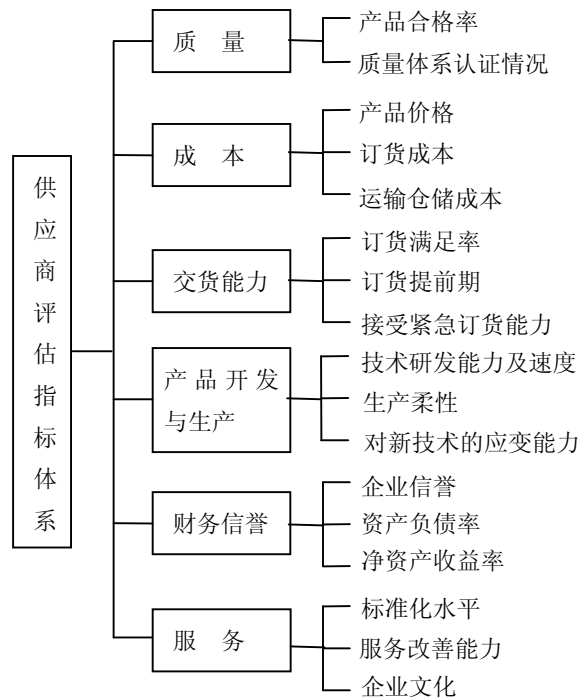 供应商评估指标体系
质 量
产品合格率
质量体系认证情况
成 本
产品价格
订货成本
运输仓储成本
交货能力
订货满足率
订货提前期
接受紧急订货能力
产品开发
与生产
技术研发能力及速度
生产柔性
对新技术的应变能力
财务信誉
企业信誉
资产负债率
净资产收益率
服 务
标准化水平
服务改善能力
企业文化